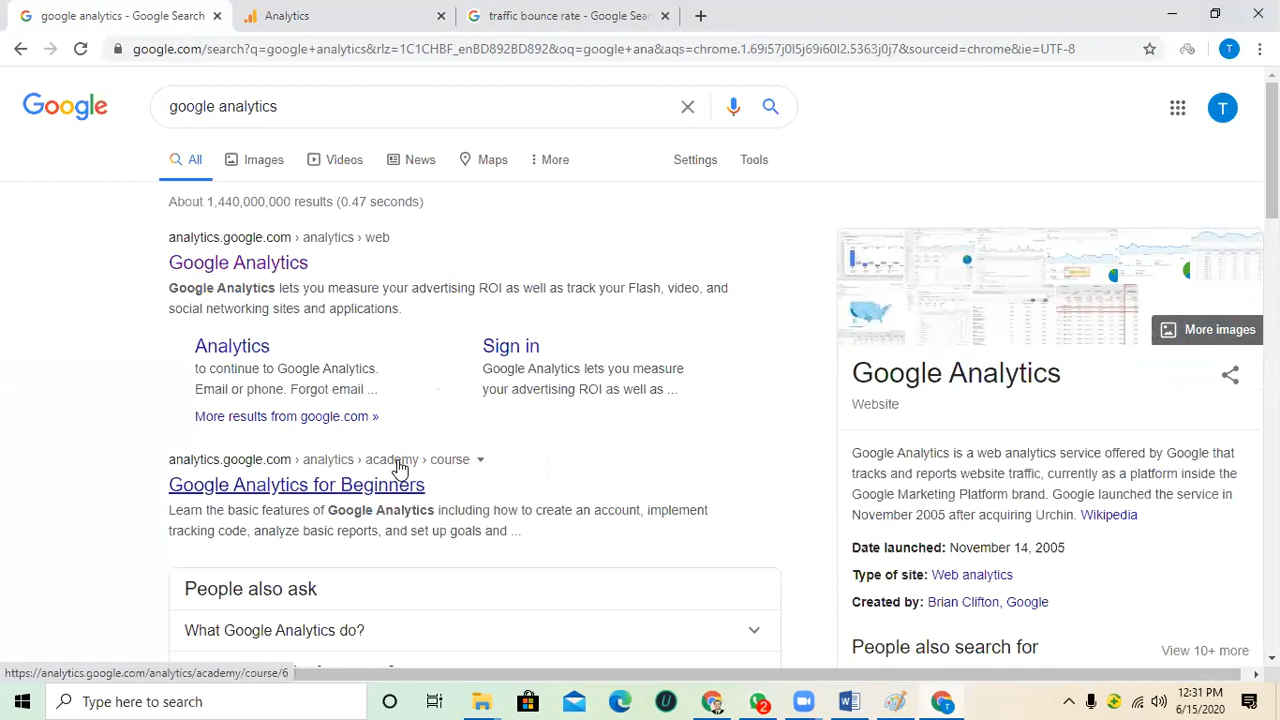 google analytics - Google Search
Analytics
traffic bounce rate - Google Sear
google.com/search?q=google+analytics&rlz=1C1CHBF_enBD892BD892&oq=google+ana&aqs=chrome.1.69i57j0l5j69i60l2.5363j0j7&sourceid=chrome&ie=UTF-8
T
Google
google analytics
T
All
Images
Videos
News
Maps
More
Settings
Tools
About 1,440,000,000 results (0.47 seconds)
analytics.google.com › analytics › web
Google Analytics
Google Analytics lets you measure your advertising ROI as well as track your Flash, video, and
social networking sites and applications.
Analytics
to continue to Google Analytics.
Email or phone. Forgot email ...
Sign in
Google Analytics lets you measure
your advertising ROI as well as ...
More results from google.com »
analytics.google.com › analytics › academy › course
Google Analytics for Beginners
Learn the basic features of Google Analytics including how to create an account, implement
tracking code, analyze basic reports, and set up goals and ...
People also ask
What Google Analytics do?
More images
Google Analytics
Website
Google Analytics is a web analytics service offered by Google that
tracks and reports website traffic, currently as a platform inside the
Google Marketing Platform brand. Google launched the service in
November 2005 after acquiring Urchin. Wikipedia
Date launched: November 14, 2005
Type of site: Web analytics
Created by: Brian Clifton, Google
People also search for
View 10+ more
https://analytics.google.com/analytics/academy/course/6
Type here to search
2
T
12:31 PM
6/15/2020